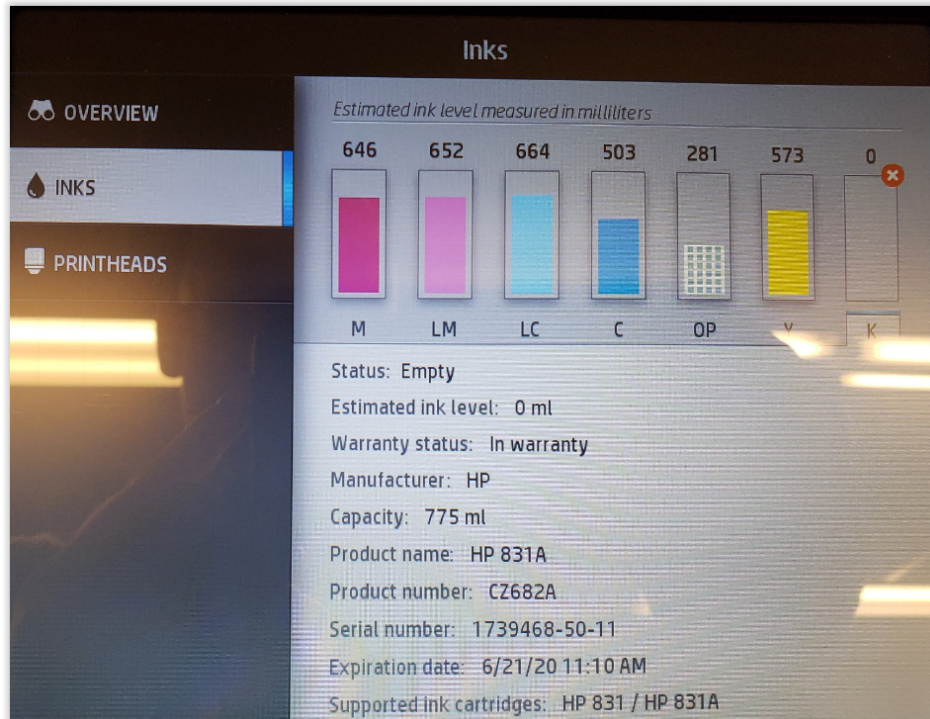 Inks
OVERVIEW
INKS
PRINTHEADS
Estimated ink level measured in milliliters
646 652 664 503 281 573 0
M LM LC C OP Y K
Status: Empty
Estimated ink level: 0 ml
Warranty status: In warranty
Manufacturer: HP
Capacity: 775 ml
Product name: HP 831A
Product number: CZ682A
Serial number: 1739468-50-11
Expiration date: 6/21/20 11:10 AM
Supported ink cartridges: HP 831 / HP 831A